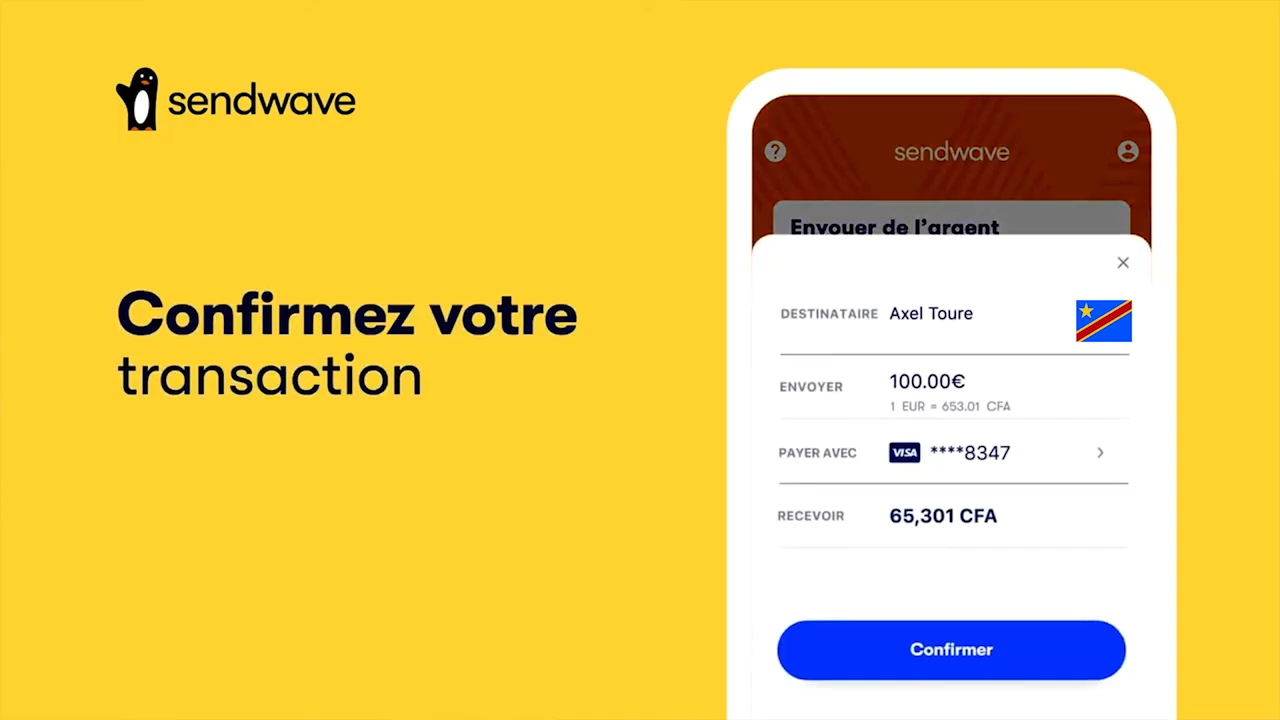 sendwave
Confirmez votre
transaction
sendwave
Envoyer de l'argent
DESTINATAIRE Axel Toure
ENVOYER 100.00€
1 EUR = 653.01 CFA
PAYER AVEC VISA ****8347
RECEVOIR 65,301 CFA
Confirmer